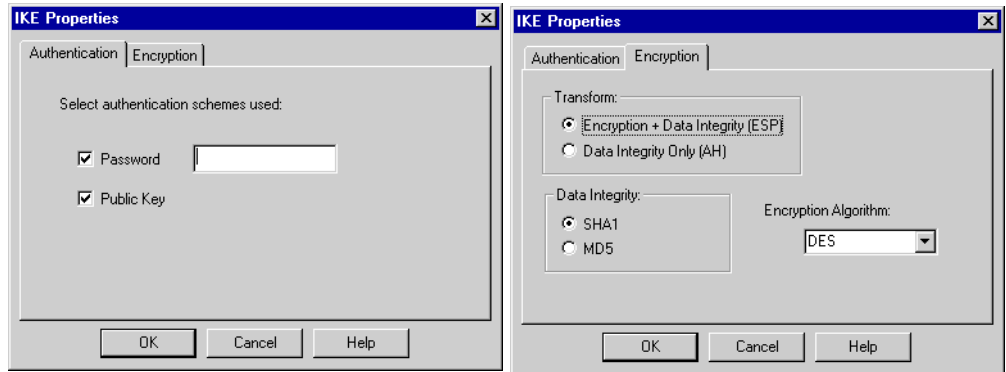 IKE Properties
Authentication
Encryption
Select authentication schemes used:
Password
Public Key
OK
Cancel
Help
IKE Properties
Authentication
Encryption
Transform:
Encryption + Data Integrity (ESP)
Data Integrity Only (AH)
Data Integrity:
SHA1
MD5
Encryption Algorithm:
DES
OK
Cancel
Help